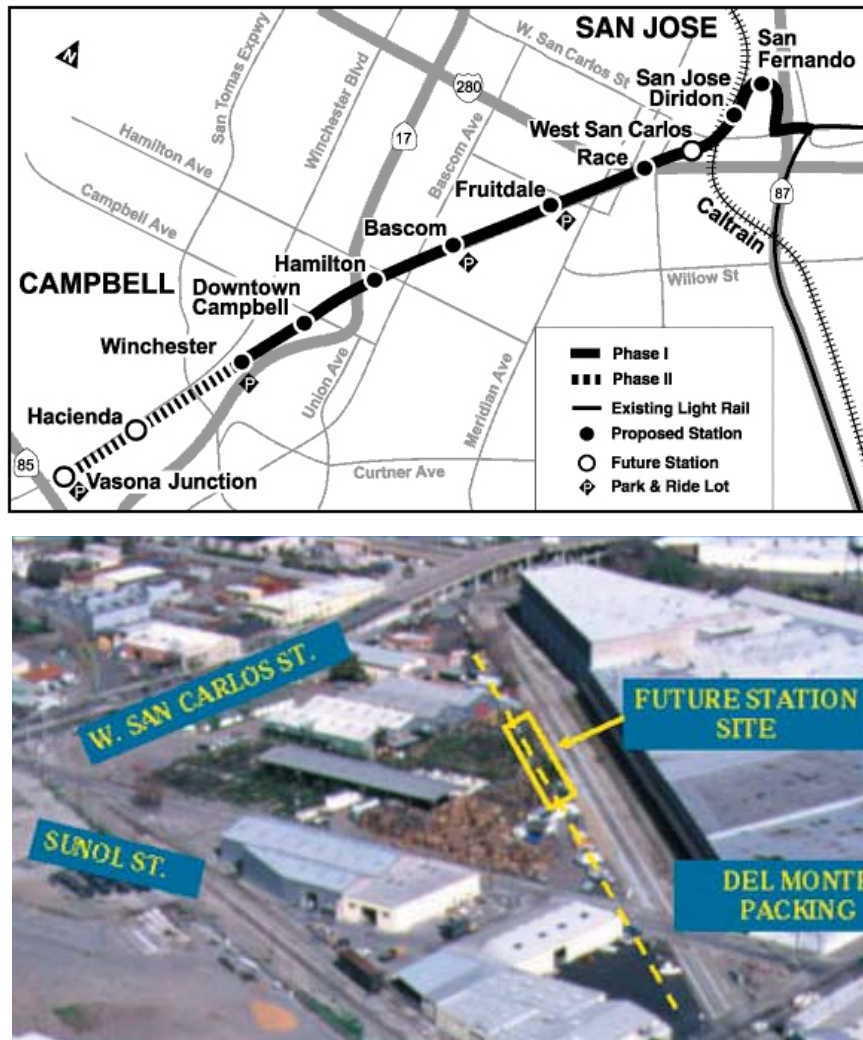 SAN JOSE
San
Fernando
San Jose
Diridon
West San Carlos
Race
Fruitdale
Bascom
Hamilton
Downtown
Campbell
CAMPBELL
Winchester
Hacienda
Vasona Junction
N
San Tomas Expwy
Winchester Blvd
W. San Carlos St
Hamilton Ave
Campbell Ave
Bascom Ave
Union Ave
Meridian Ave
Willow St
Curtner Ave
Caltrain
280
17
87
85
P
P
P
P
Phase I
Phase II
Existing Light Rail
Proposed Station
Future Station
P Park & Ride Lot
W. SAN CARLOS ST.
FUTURE STATION
SITE
SUNOL ST.
DEL MONTE
PACKING